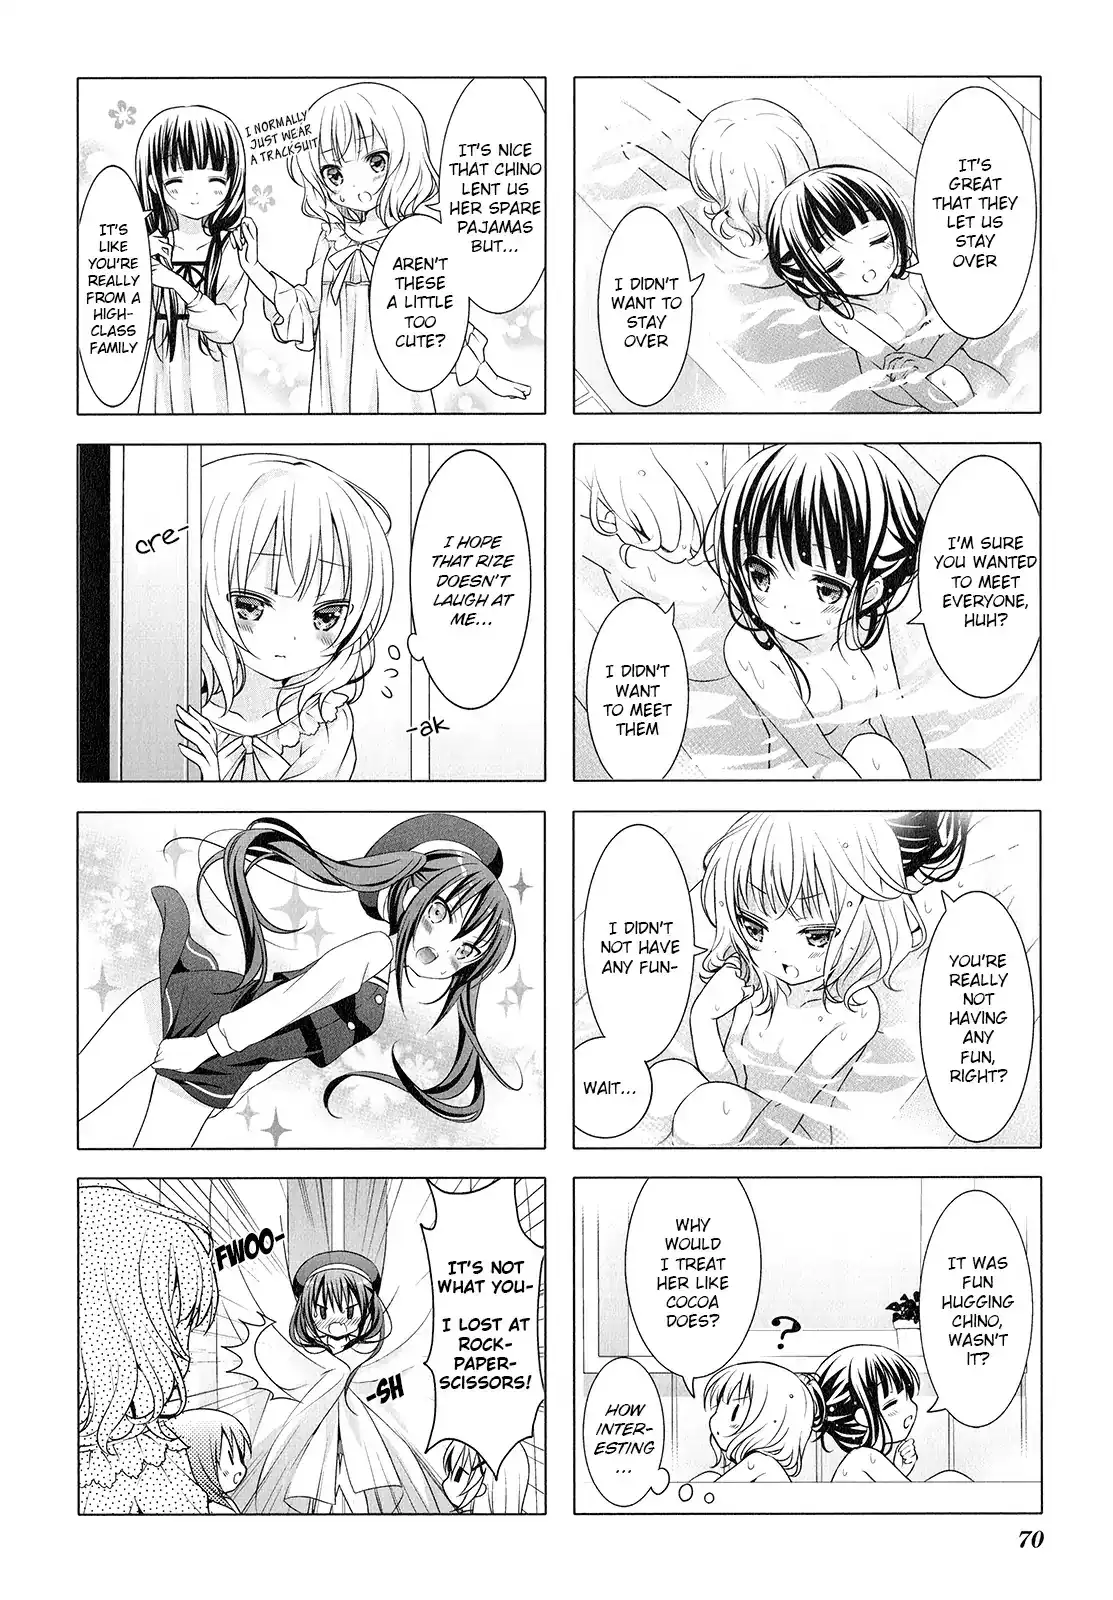 IT'S
GREAT
THAT THEY
LET US
STAY
OVER
I DIDN'T
WANT TO
STAY
OVER
I'M SURE
YOU WANTED
TO MEET
EVERYONE,
HUH?
I DIDN'T
WANT
TO MEET
THEM
YOU'RE
REALLY
NOT
HAVING
ANY
FUN,
RIGHT?
I DIDN'T
NOT HAVE
ANY FUN-
WAIT...
IT WAS
FUN
HUGGING
CHINO,
WASN'T
IT?
WHY
WOULD
I TREAT
HER LIKE
COCOA
DOES?
?
HOW
INTER-
ESTING
...
IT'S NICE
THAT CHINO
LENT US
HER SPARE
PAJAMAS
BUT...
AREN'T
THESE
A LITTLE
TOO
CUTE?
I NORMALLY
JUST WEAR
A TRACKSUIT
IT'S
LIKE
YOU'RE
REALLY
FROM A
HIGH-
CLASS
FAMILY
I HOPE
THAT RIZE
DOESN'T
LAUGH AT
ME...
cre-
-ak
FWOO-
-SH
IT'S NOT
WHAT YOU-
I LOST AT
ROCK-
PAPER-
SCISSORS!
70